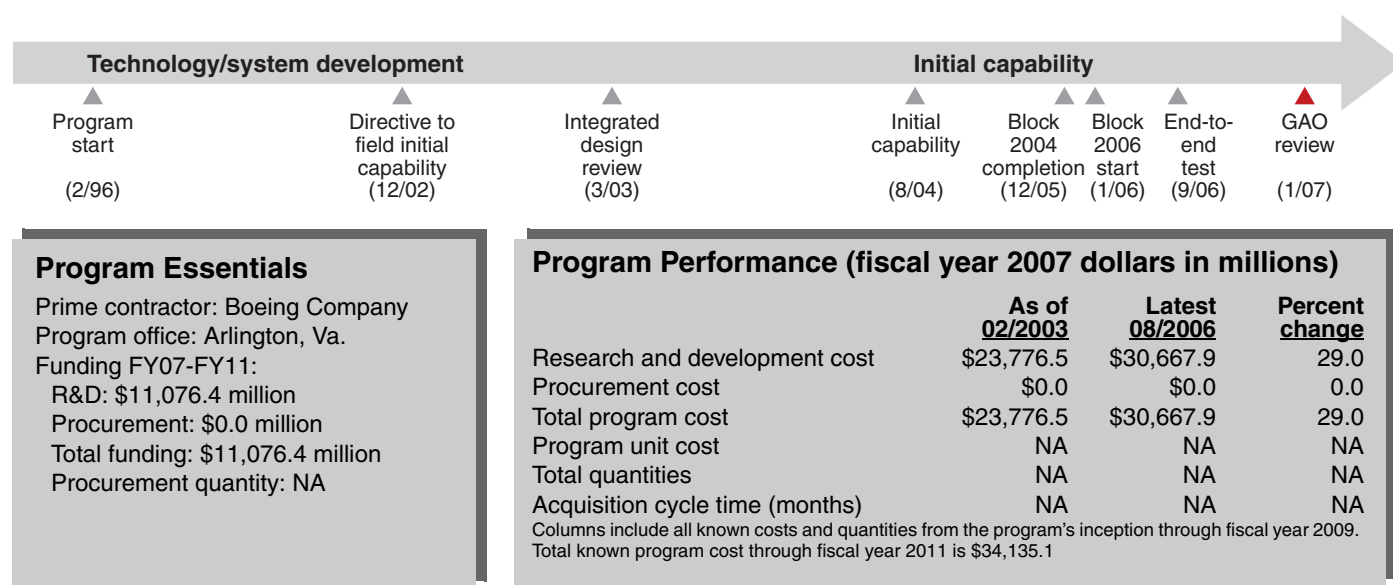 Technology/system development Initial capability
Program start (2/96)
Directive to field initial capability (12/02)
Integrated design review (3/03)
Initial capability (8/04)
Block 2004 completion (12/05)
Block 2006 start (1/06)
End-to-end test (9/06)
GAO review (1/07)
Program Essentials
Prime contractor: Boeing Company
Program office: Arlington, Va.
Funding FY07-FY11:
R&D: $11,076.4 million
Procurement: $0.0 million
Total funding: $11,076.4 million
Procurement quantity: NA
Program Performance (fiscal year 2007 dollars in millions)
As of 02/2003 Latest 08/2006 Percent change
Research and development cost $23,776.5 $30,667.9 29.0
Procurement cost $0.0 $0.0 0.0
Total program cost $23,776.5 $30,667.9 29.0
Program unit cost NA NA NA
Total quantities NA NA NA
Acquisition cycle time (months) NA NA NA
Columns include all known costs and quantities from the program's inception through fiscal year 2009.
Total known program cost through fiscal year 2011 is $34,135.1